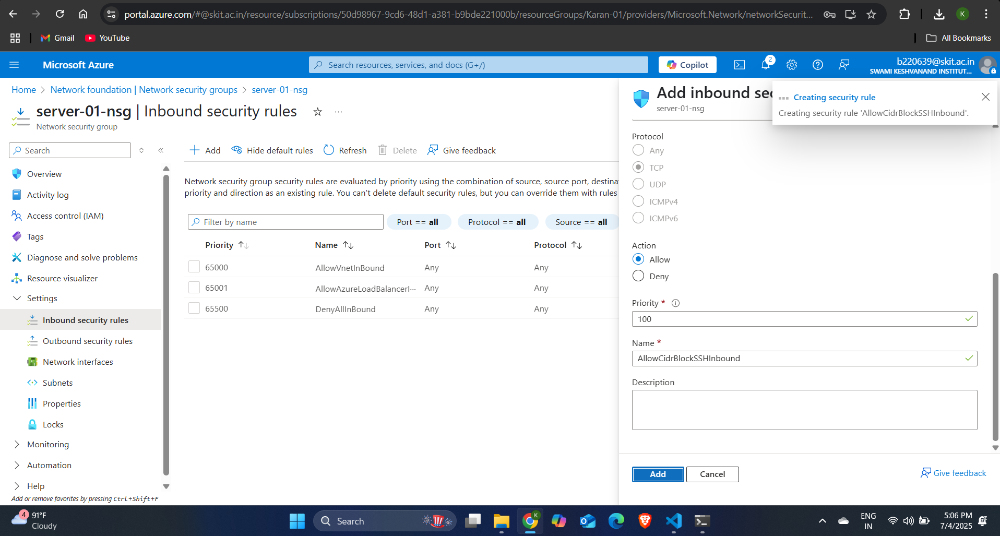 portal.azure.com/#@skit.ac.in/resource/subscriptions/50d98967-9cd6-48d1-a381-b9bde221000b/resourceGroups/Karan-01/providers/Microsoft.Network/networkSecurit...
K
Gmail
YouTube
All Bookmarks
Microsoft Azure
Search resources, services, and docs (G+/)
Copilot
2
b220639@skit.ac.in
SWAMI KESHVANAND INSTITUT...
Home > Network foundation | Network security groups > server-01-nsg
server-01-nsg | Inbound security rules
Network security group
Search
Overview
Activity log
Access control (IAM)
Tags
Diagnose and solve problems
Resource visualizer
Settings
Inbound security rules
Outbound security rules
Network interfaces
Subnets
Properties
Locks
Monitoring
Automation
Help
Add or remove favorites by pressing Ctrl+Shift+F
Add
Hide default rules
Refresh
Delete
Give feedback
Network security group security rules are evaluated by priority using the combination of source, source port, destina
priority and direction as an existing rule. You can't delete default security rules, but you can override them with rules
Filter by name
Port == all
Protocol == all
Source == all
Priority Name Port Protocol
65000 AllowVnetInBound Any Any
65001 AllowAzureLoadBalancerI... Any Any
65500 DenyAllInBound Any Any
Add inbound sec
server-01-nsg
Creating security rule
Creating security rule 'AllowCidrBlockSSHInbound'.
Protocol
Any
TCP
UDP
ICMPv4
ICMPv6
Action
Allow
Deny
Priority *
100
Name *
AllowCidrBlockSSHInbound
Description
Add
Cancel
Give feedback
4
91°F
Cloudy
Search
K
ENG
IN
5:06 PM
7/4/2025